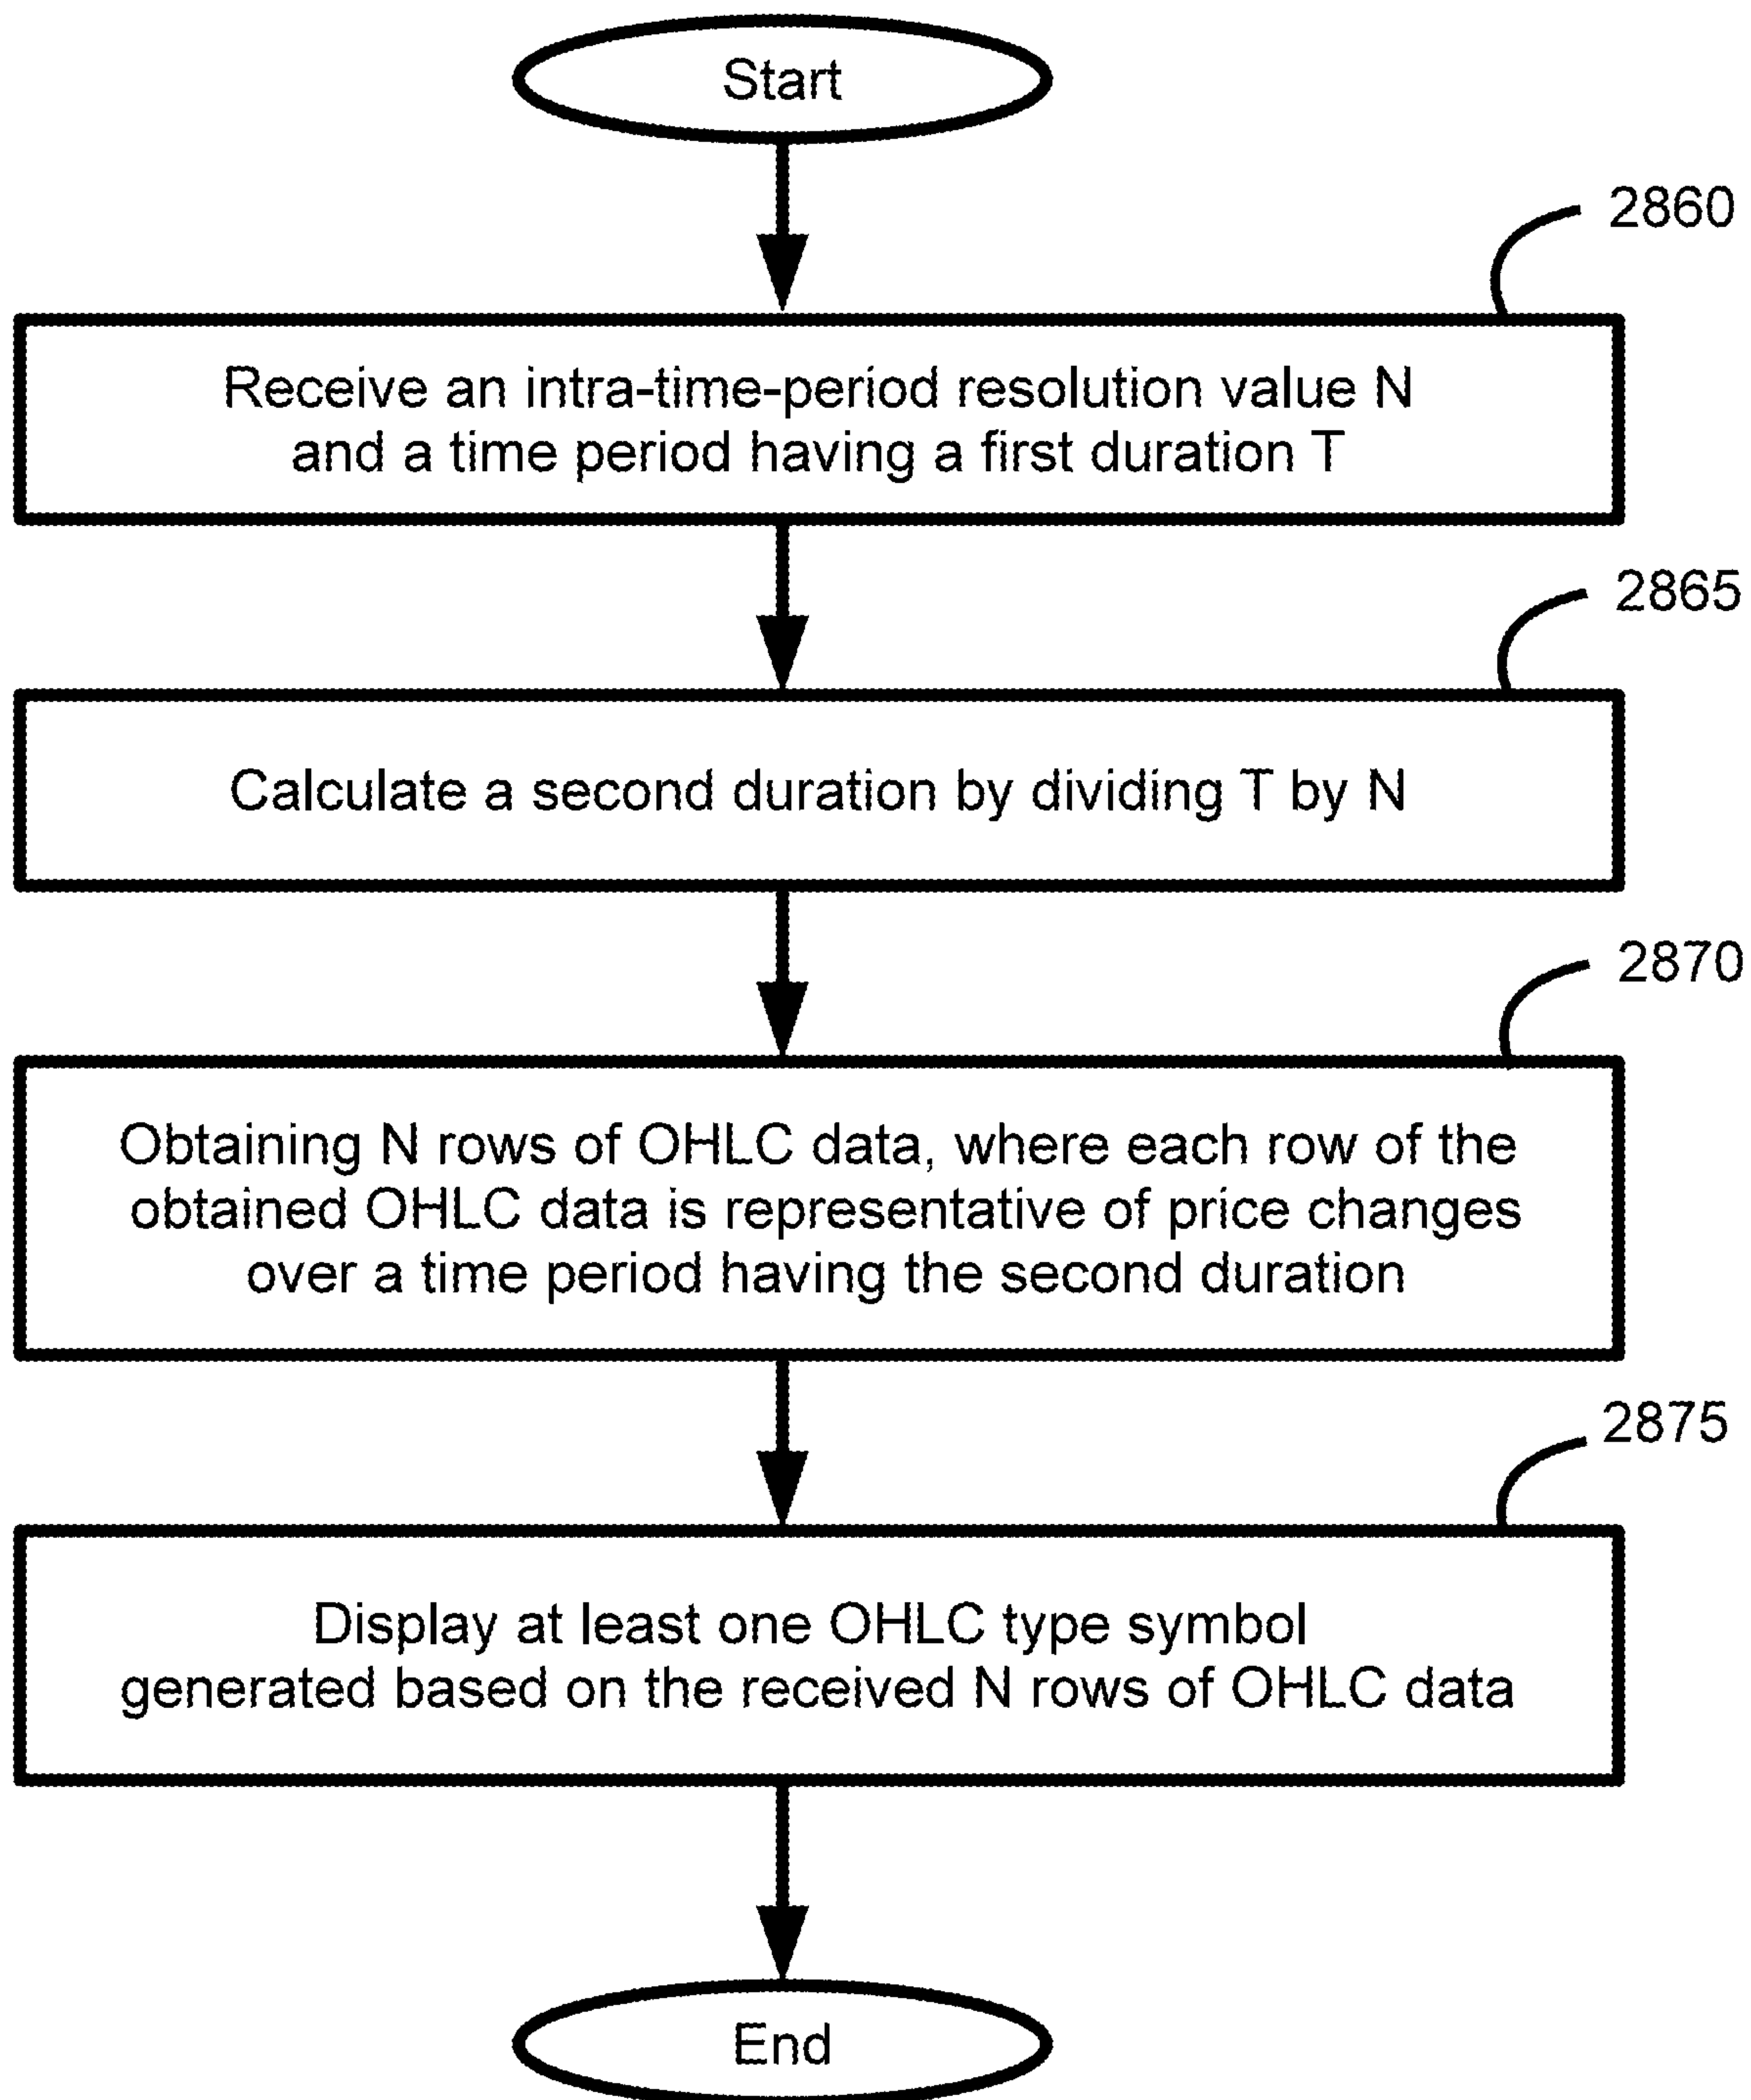 Start
2860
Receive an intra-time-period resolution value N
and a time period having a first duration T
2865
Calculate a second duration by dividing T by N
2870
Obtaining N rows of OHLC data, where each row of the
obtained OHLC data is representative of price changes
over a time period having the second duration
2875
Display at least one OHLC type symbol
generated based on the received N rows of OHLC data
End